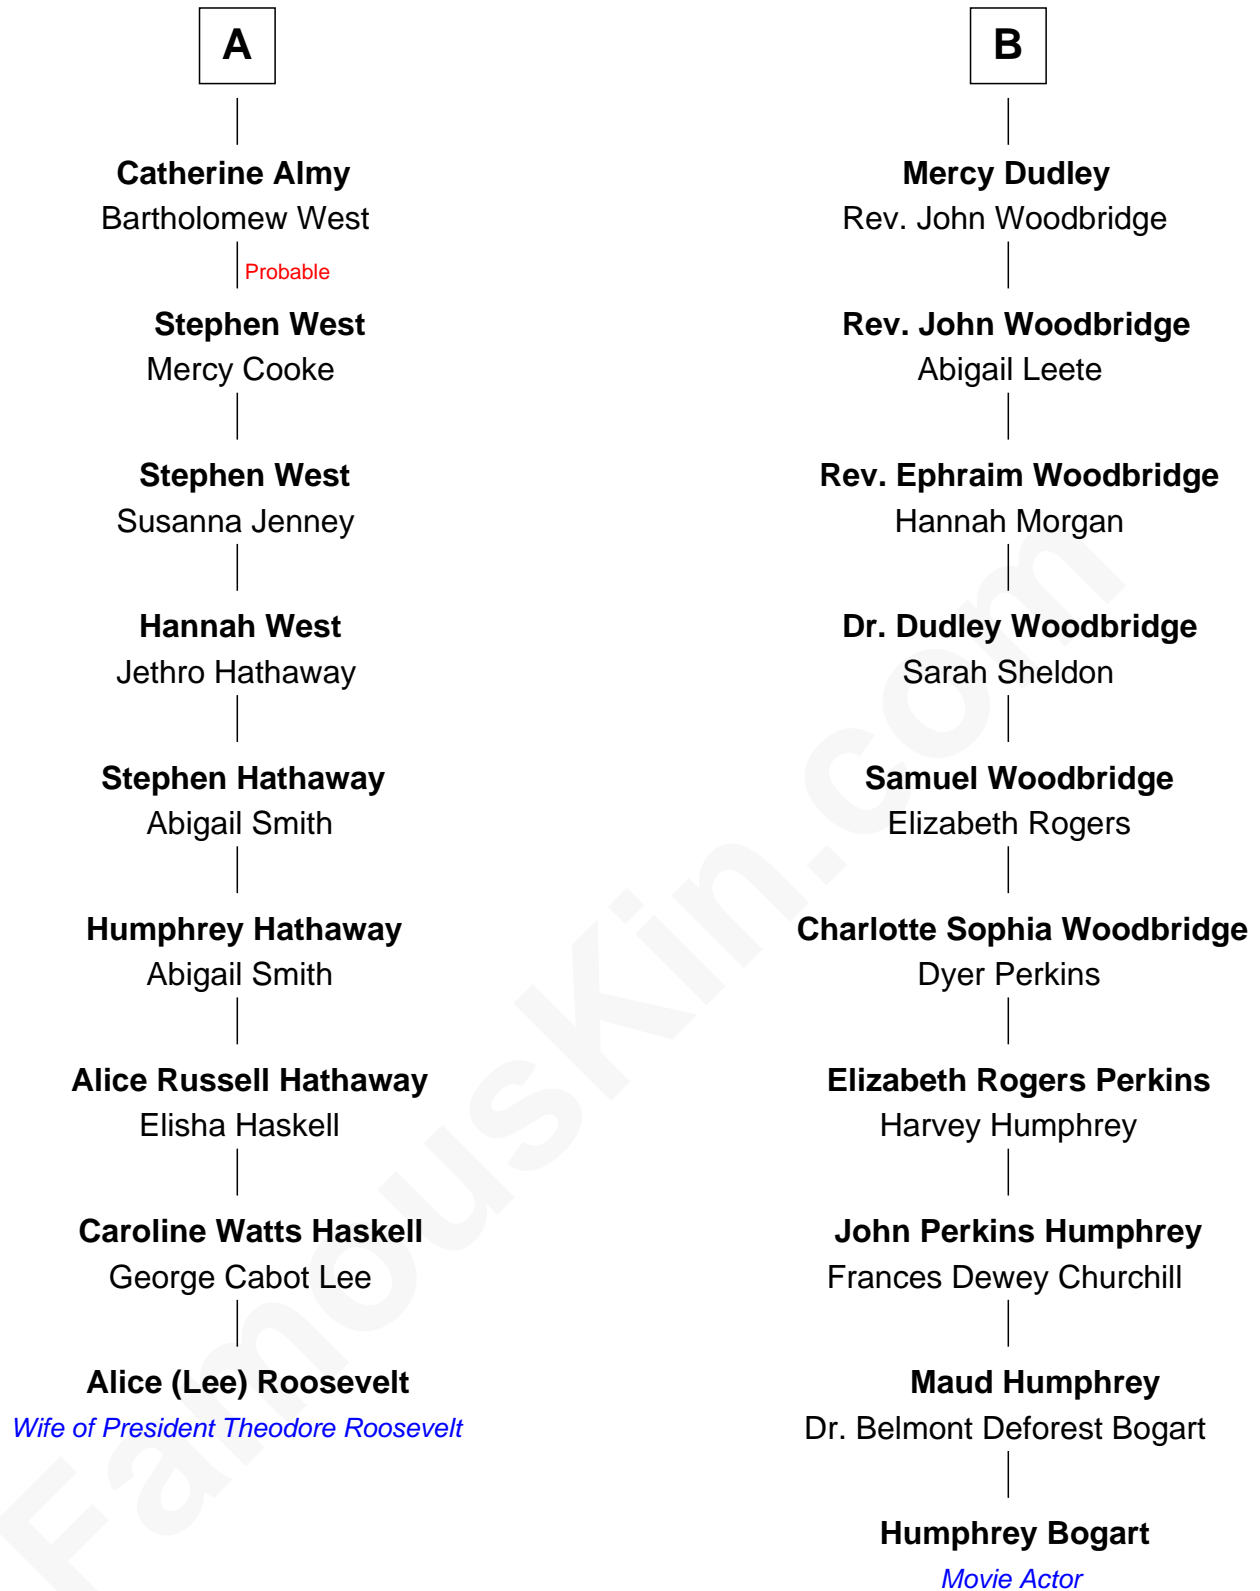 A
Catherine Almy
Bartholomew West
Probable
Stephen West
Mercy Cooke
Stephen West
Susanna Jenney
Hannah West
Jethro Hathaway
Stephen Hathaway
Abigail Smith
Humphrey Hathaway
Abigail Smith
Alice Russell Hathaway
Elisha Haskell
Caroline Watts Haskell
George Cabot Lee
Alice (Lee) Roosevelt
Wife of President Theodore Roosevelt
B
Mercy Dudley
Rev. John Woodbridge
Rev. John Woodbridge
Abigail Leete
Rev. Ephraim Woodbridge
Hannah Morgan
Dr. Dudley Woodbridge
Sarah Sheldon
Samuel Woodbridge
Elizabeth Rogers
Charlotte Sophia Woodbridge
Dyer Perkins
Elizabeth Rogers Perkins
Harvey Humphrey
John Perkins Humphrey
Frances Dewey Churchill
Maud Humphrey
Dr. Belmont Deforest Bogart
Humphrey Bogart
Movie Actor
FamousKin.com